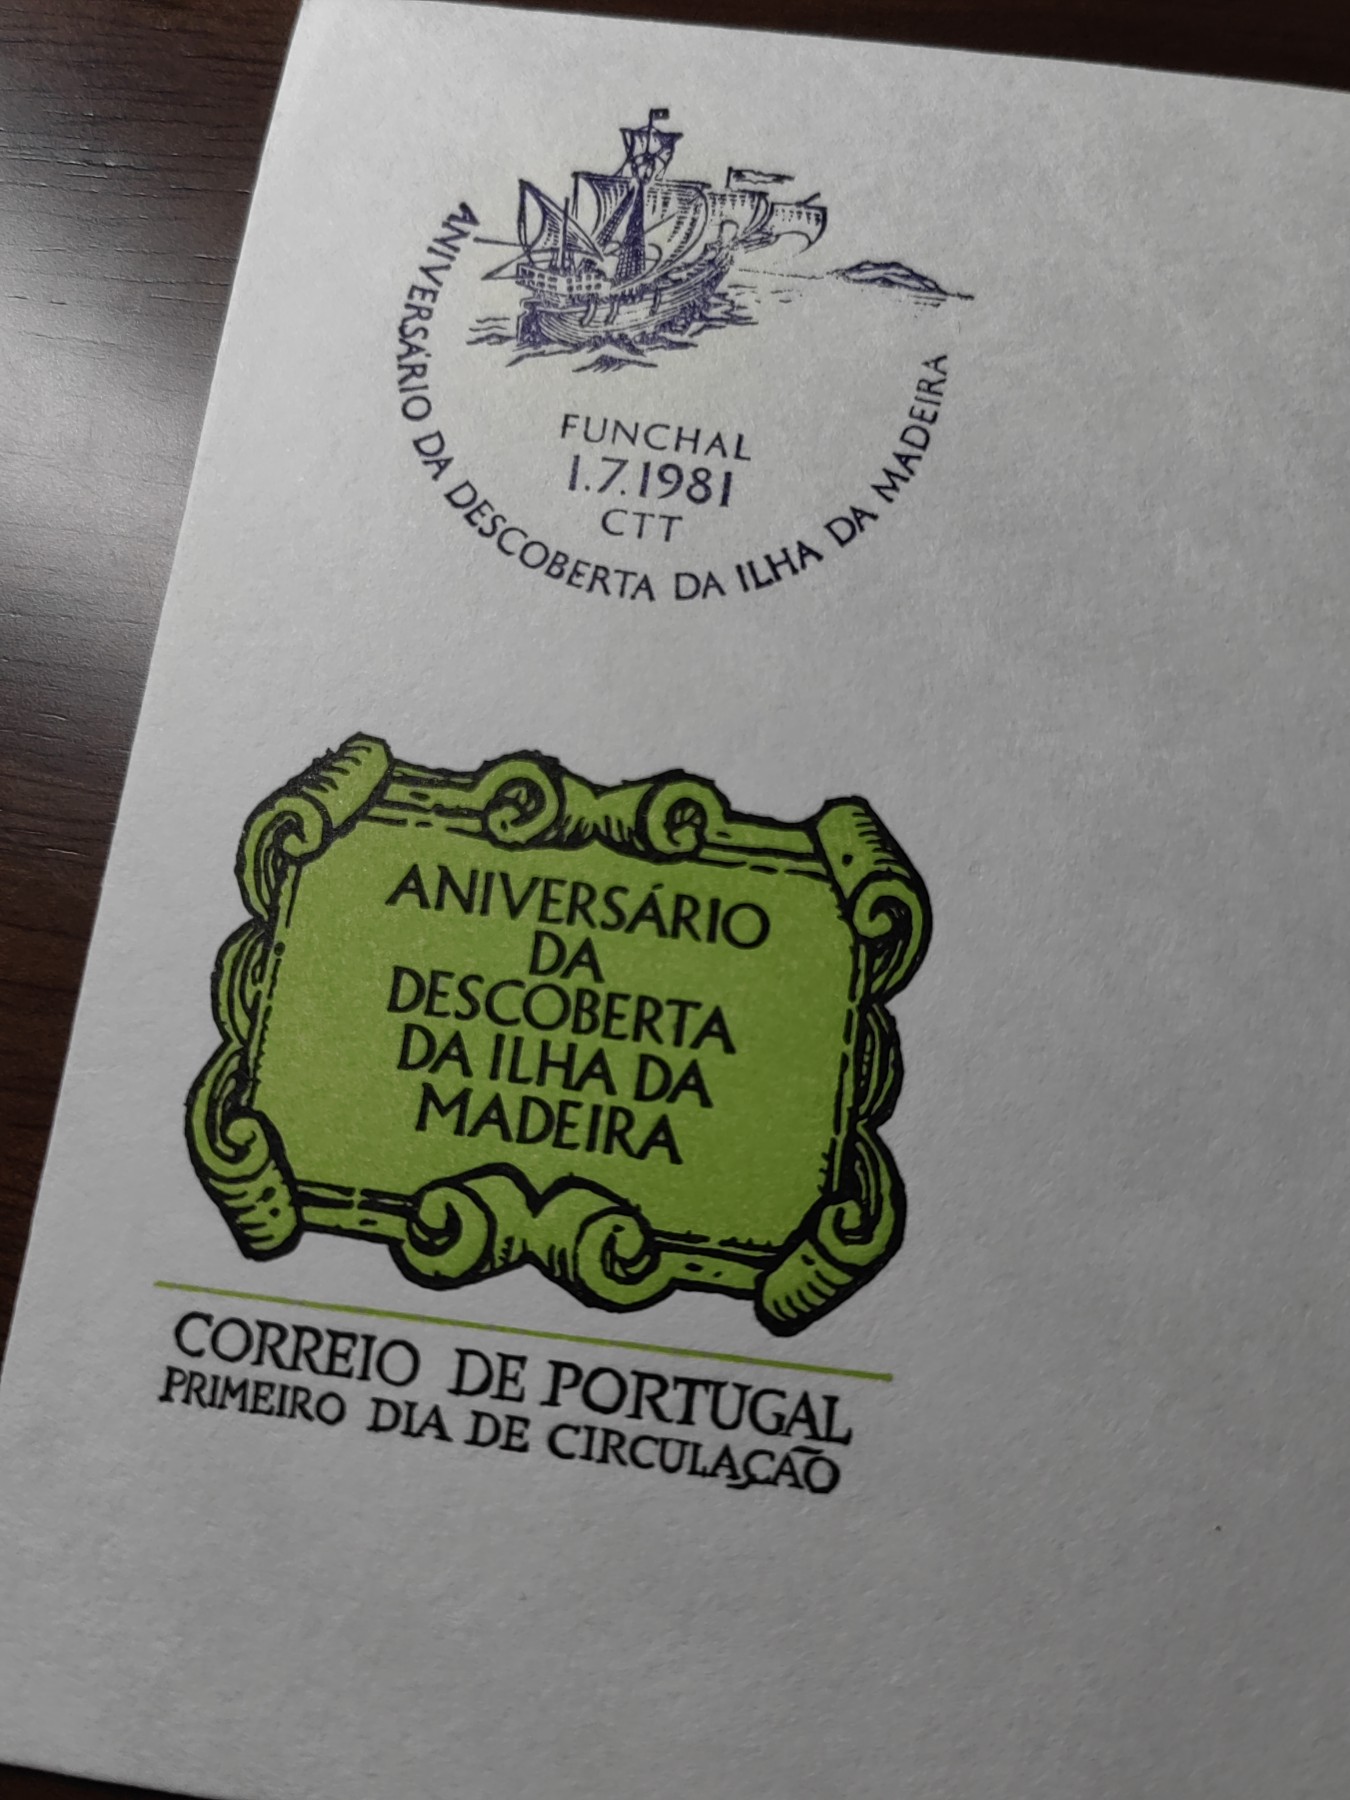 ANIVERSÁRIO DA DESCOBERTA DA ILHA DA MADEIRA
FUNCHAL
1.7.1981
CTT
ANIVERSÁRIO
DA
DESCOBERTA
DA ILHA DA
MADEIRA
CORREIO DE PORTUGAL
PRIMEIRO DIA DE CIRCULAÇÃO